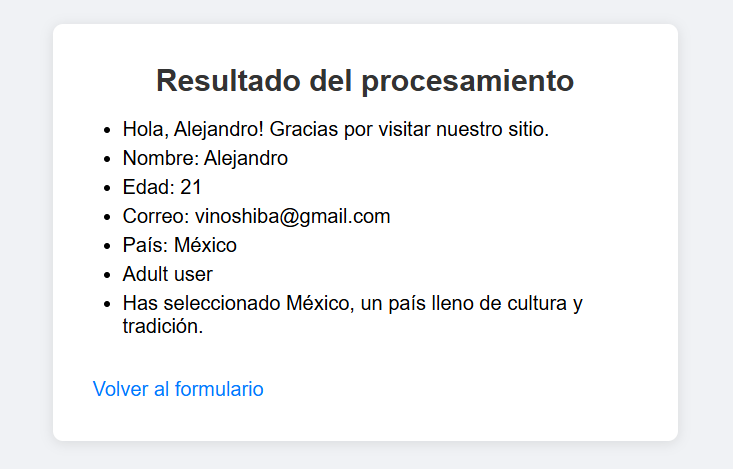 Resultado del procesamiento
Hola, Alejandro! Gracias por visitar nuestro sitio.
Nombre: Alejandro
Edad: 21
Correo: vinoshiba@gmail.com
País: México
Adult user
Has seleccionado México, un país lleno de cultura y
tradición.
Volver al formulario